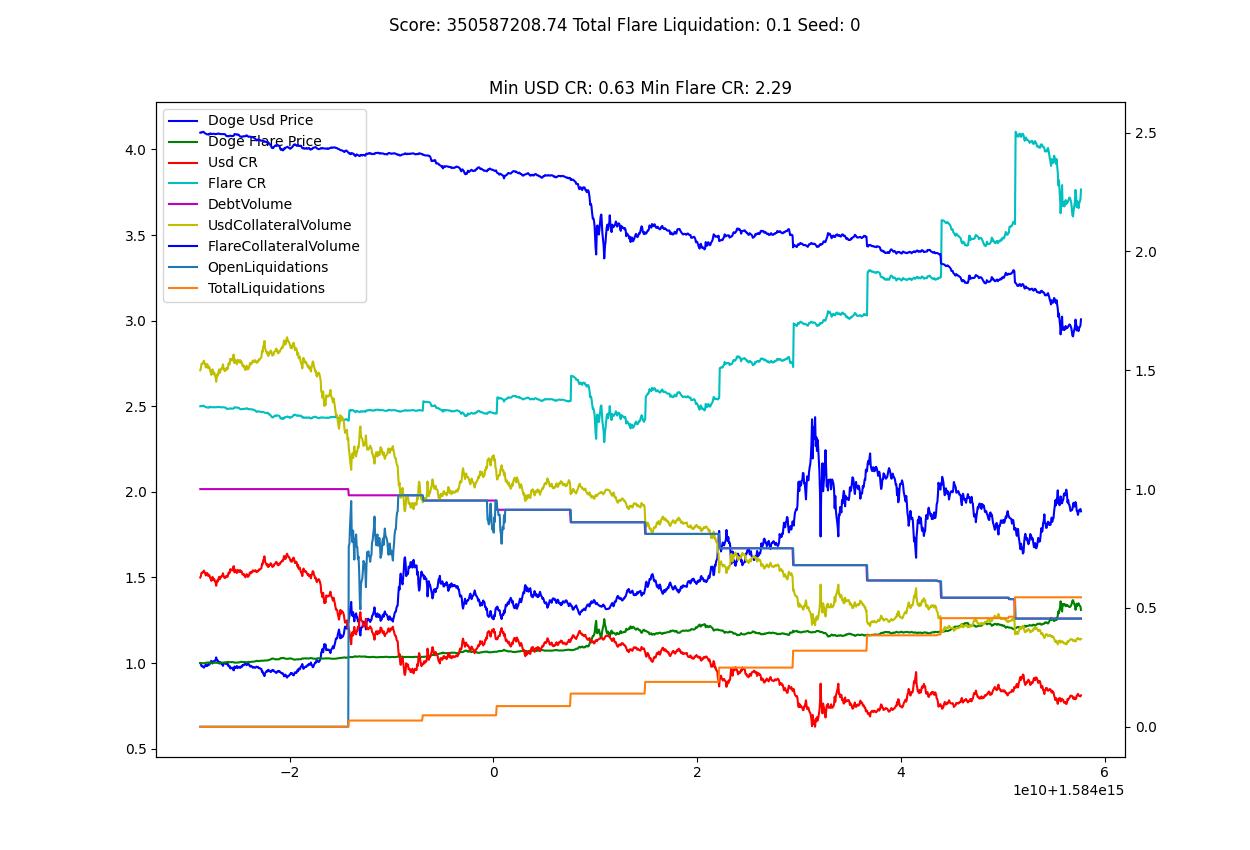 Score: 350587208.74 Total Flare Liquidation: 0.1 Seed: 0
Min USD CR: 0.63 Min Flare CR: 2.29
Doge Usd Price
Doge Flare Price
Usd CR
Flare CR
DebtVolume
UsdCollateralVolume
FlareCollateralVolume
OpenLiquidations
TotalLiquidations
4.0
3.5
3.0
2.5
2.0
1.5
1.0
0.5
2.5
2.0
1.5
1.0
0.5
0.0
−2
0
2
4
6
1e10+1.584e15